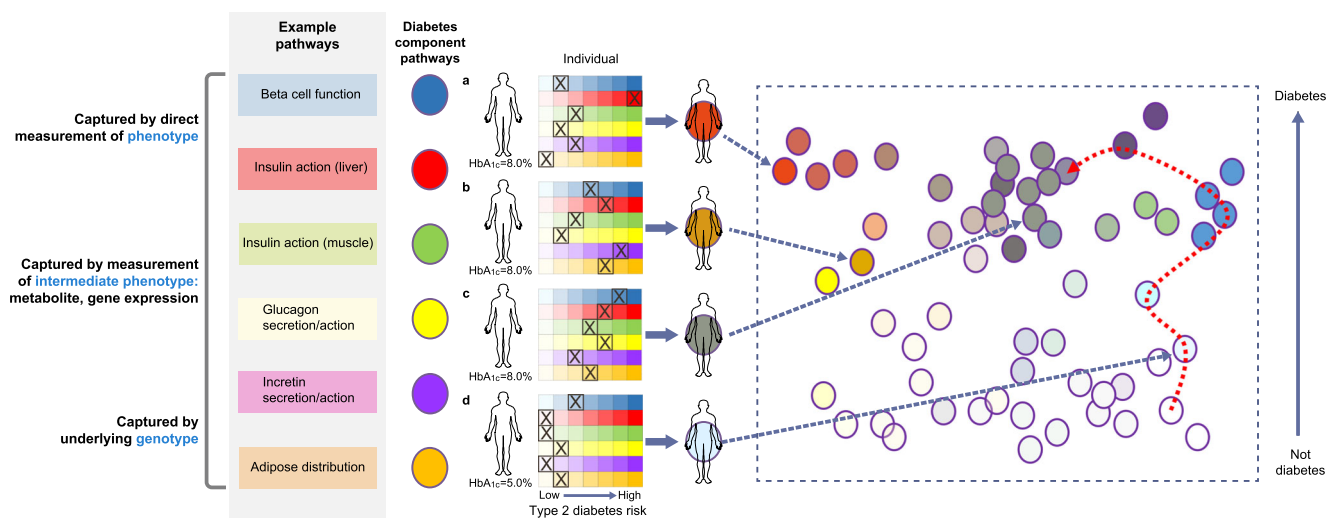 Example
pathways
Diabetes
component
pathways
Individual
Captured by direct
measurement of phenotype
Captured by measurement
of intermediate phenotype:
metabolite, gene expression
Captured by
underlying genotype
Beta cell function
Insulin action (liver)
Insulin action (muscle)
Glucagon
secretion/action
Incretin
secretion/action
Adipose distribution
a
X
X
X
X
X
X
HbA1c=8.0%
b
X
X
X
X
X
X
HbA1c=8.0%
c
X
X
X
X
X
X
HbA1c=8.0%
d
X
X
X
X
X
X
HbA1c=5.0%
Low
High
Type 2 diabetes risk
Diabetes
Not
diabetes